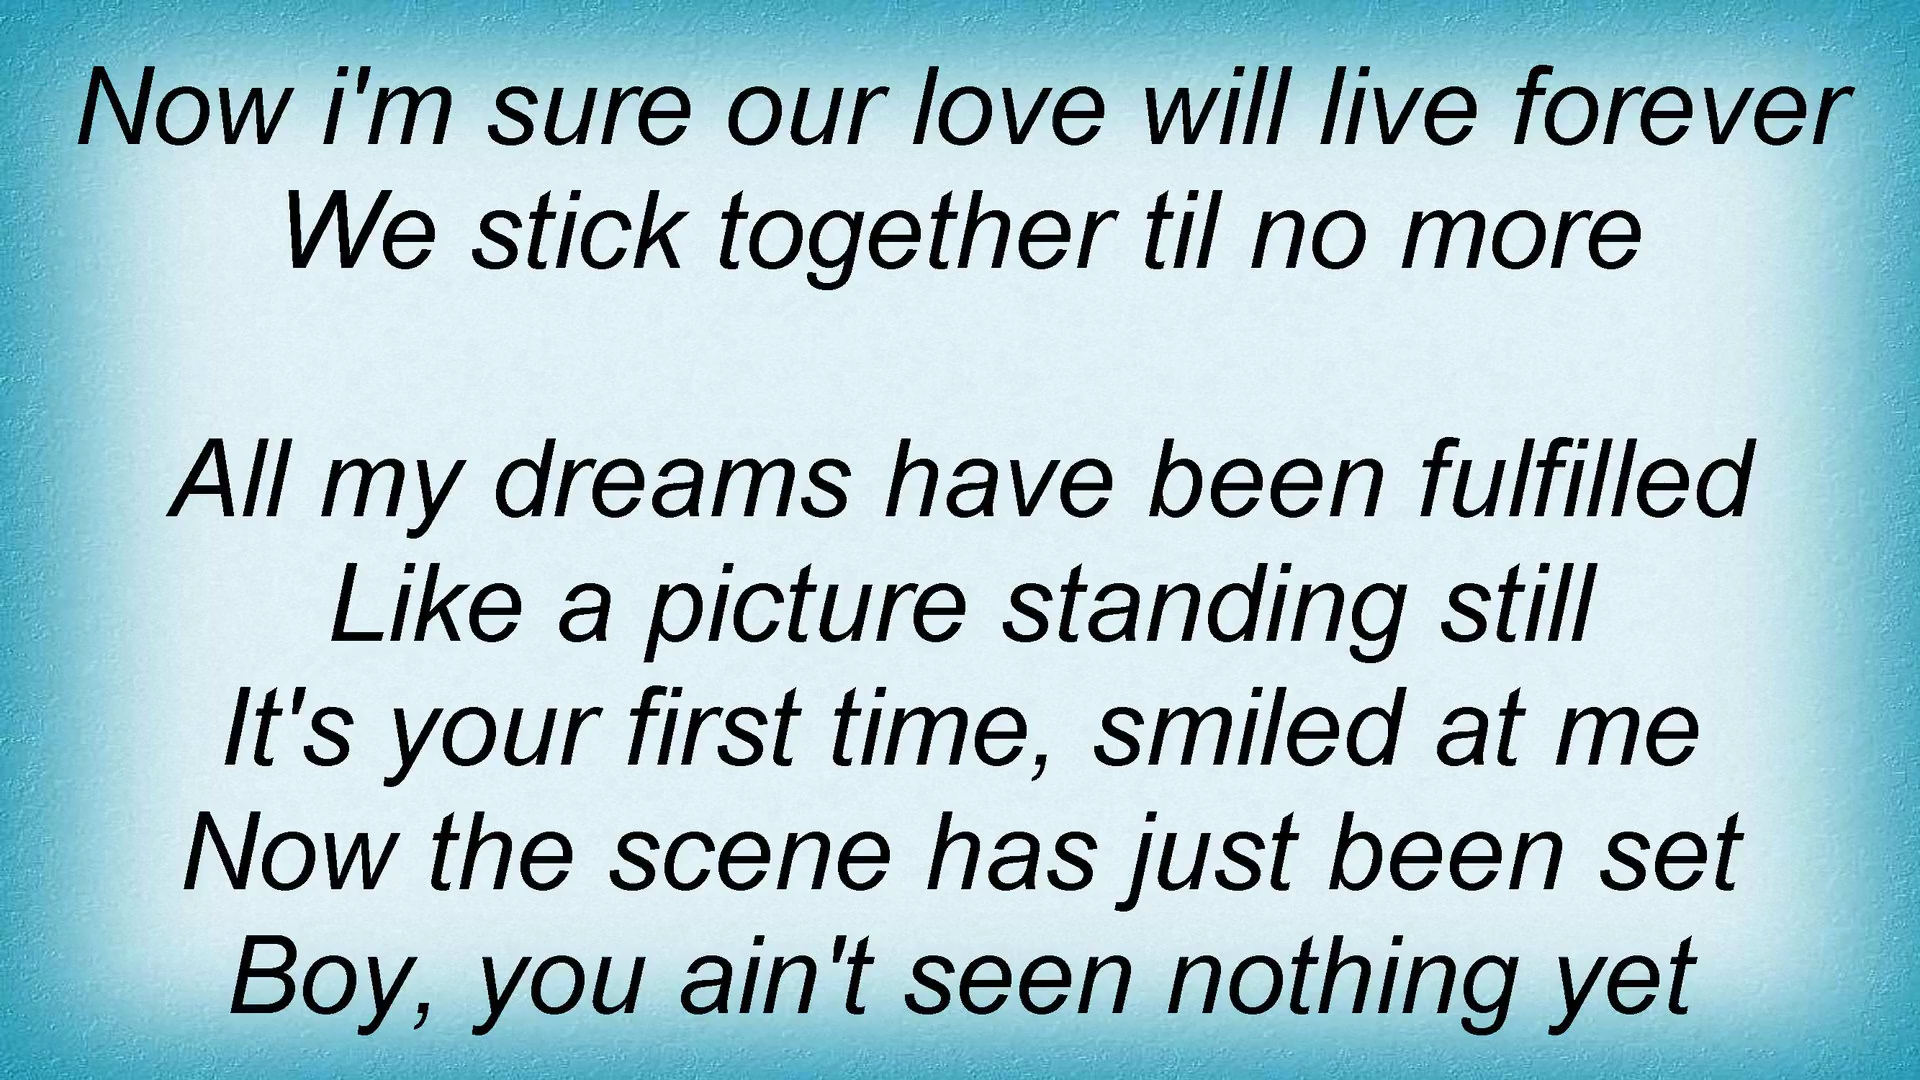 Now i'm sure our love will live forever
We stick together til no more
All my dreams have been fulfilled
Like a picture standing still
It's your first time, smiled at me
Now the scene has just been set
Boy, you ain't seen nothing yet